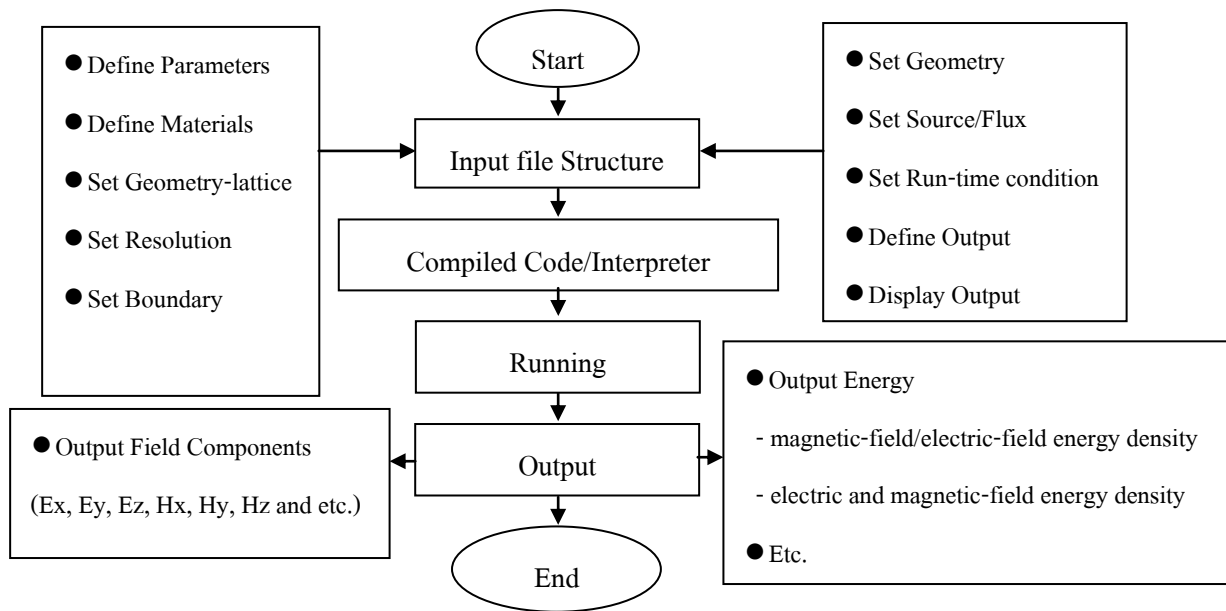 Start
● Define Parameters
● Define Materials
● Set Geometry-lattice
● Set Resolution
● Set Boundary
Input file Structure
● Set Geometry
● Set Source/Flux
● Set Run-time condition
● Define Output
● Display Output
Compiled Code/Interpreter
Running
Output
● Output Field Components
(Ex, Ey, Ez, Hx, Hy, Hz and etc.)
● Output Energy
- magnetic-field/electric-field energy density
- electric and magnetic-field energy density
● Etc.
End